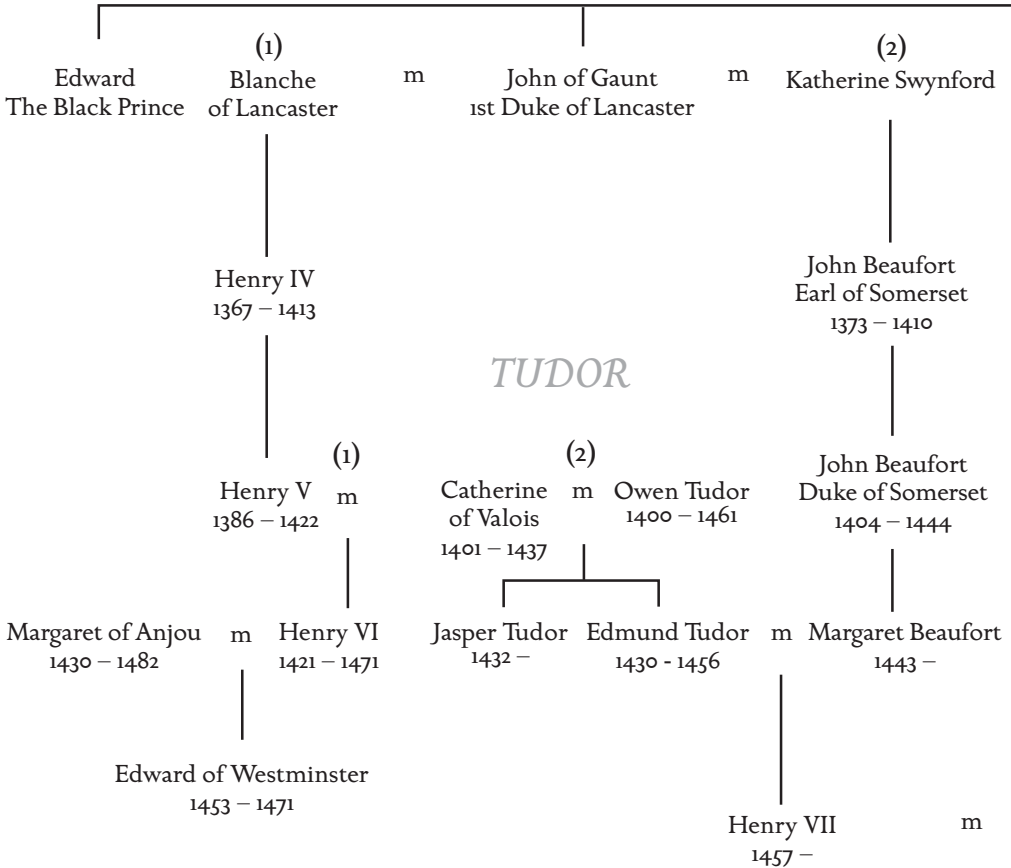 (1)
(2)
Edward
The Black Prince
Blanche
of Lancaster
m
John of Gaunt
1st Duke of Lancaster
m
Katherine Swynford
Henry IV
1367 – 1413
John Beaufort
Earl of Somerset
1373 – 1410
TUDOR
(1)
(2)
Henry V
1386 – 1422
m
Catherine
of Valois
1401 – 1437
m
Owen Tudor
1400 – 1461
John Beaufort
Duke of Somerset
1404 – 1444
Margaret of Anjou
1430 – 1482
m
Henry VI
1421 – 1471
Jasper Tudor
1432 –
Edmund Tudor
1430 - 1456
m
Margaret Beaufort
1443 –
Edward of Westminster
1453 – 1471
Henry VII
1457 –
m